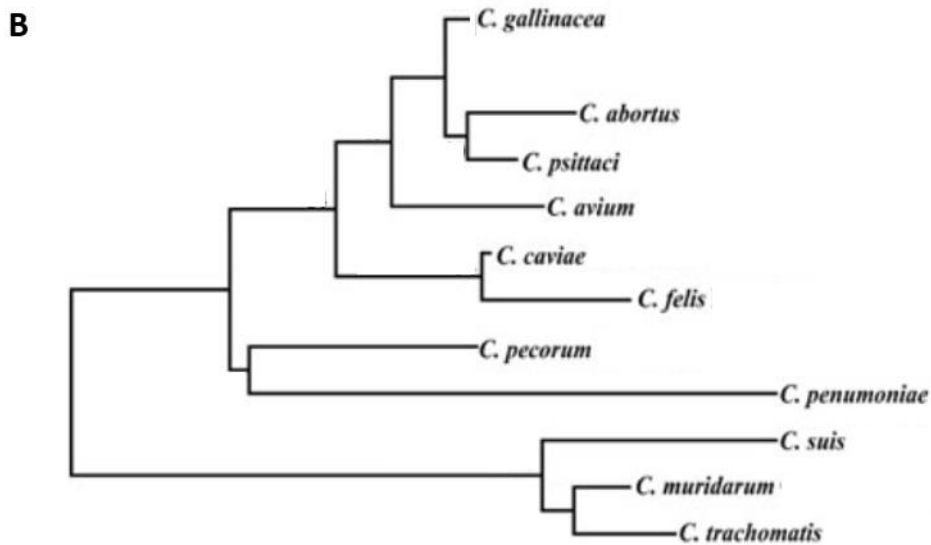 B
C. gallinacea
C. abortus
C. psittaci
C. avium
C. caviae
C. felis
C. pecorum
C. penumoniae
C. suis
C. muridarum
C. trachomatis